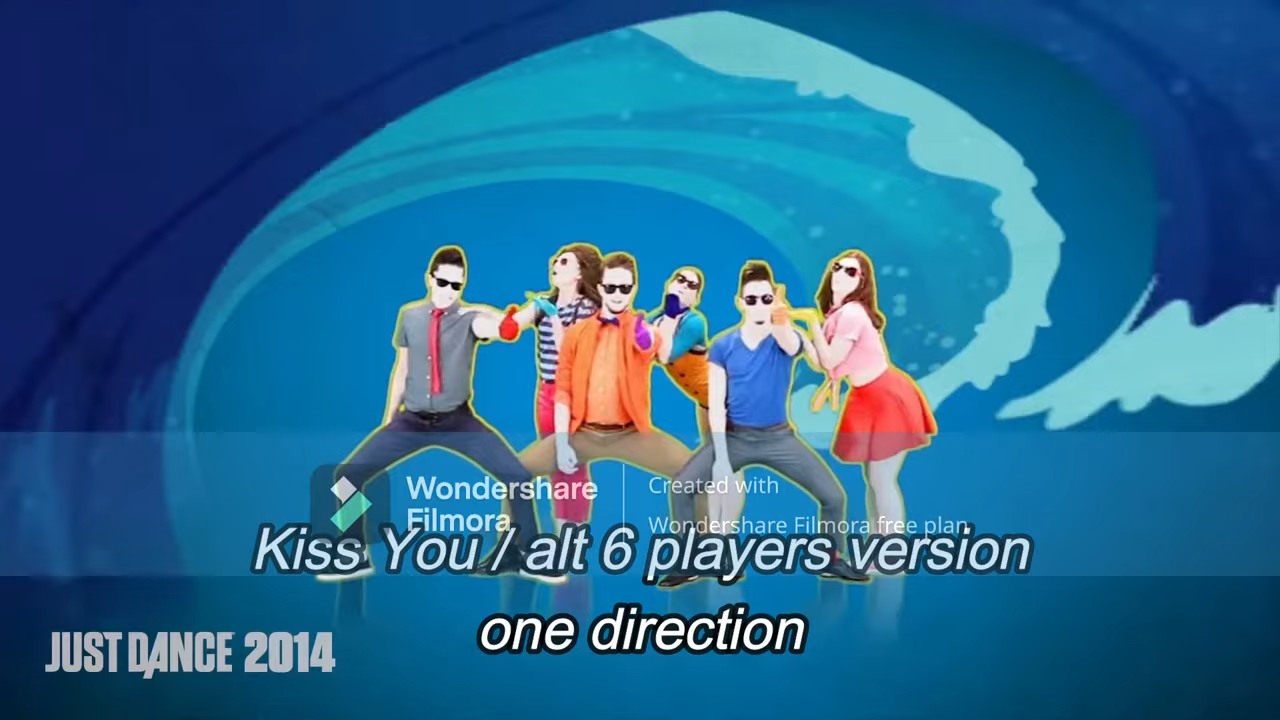 Wondershare
Filmora
Created with
Wondershare Filmora free plan
Kiss You / alt 6 players version
one direction
JUST DANCE 2014